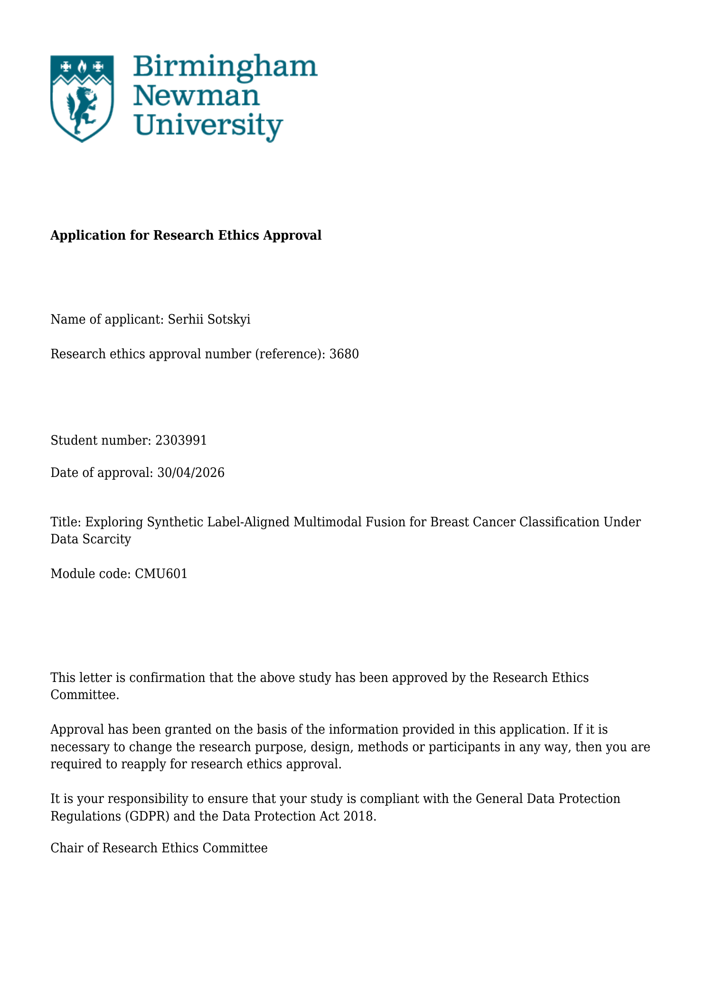 Birmingham
Newman
University
Application for Research Ethics Approval
Name of applicant: Serhii Sotskyi
Research ethics approval number (reference): 3680
Student number: 2303991
Date of approval: 30/04/2026
Title: Exploring Synthetic Label-Aligned Multimodal Fusion for Breast Cancer Classification Under
Data Scarcity
Module code: CMU601
This letter is confirmation that the above study has been approved by the Research Ethics
Committee.
Approval has been granted on the basis of the information provided in this application. If it is
necessary to change the research purpose, design, methods or participants in any way, then you are
required to reapply for research ethics approval.
It is your responsibility to ensure that your study is compliant with the General Data Protection
Regulations (GDPR) and the Data Protection Act 2018.
Chair of Research Ethics Committee